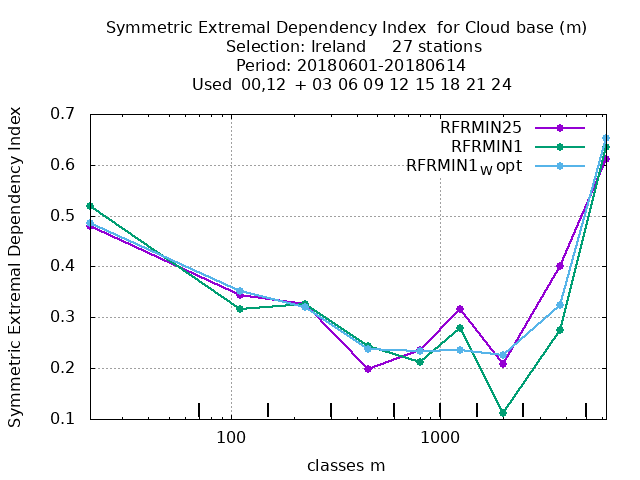 Symmetric Extremal Dependency Index for Cloud base (m)
Selection: Ireland 27 stations
Period: 20180601-20180614
Used 00,12 + 03 06 09 12 15 18 21 24
Symmetric Extremal Dependency Index
0.7
0.6
0.5
0.4
0.3
0.2
0.1
RFRMIN25
RFRMIN1
RFRMIN1W opt
100
1000
classes m